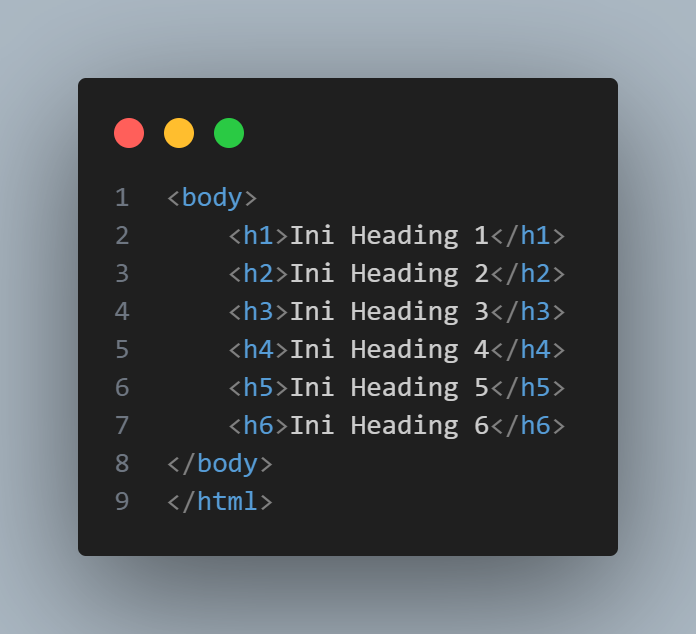 1 <body>
2     <h1>Ini Heading 1</h1>
3     <h2>Ini Heading 2</h2>
4     <h3>Ini Heading 3</h3>
5     <h4>Ini Heading 4</h4>
6     <h5>Ini Heading 5</h5>
7     <h6>Ini Heading 6</h6>
8 </body>
9 </html>